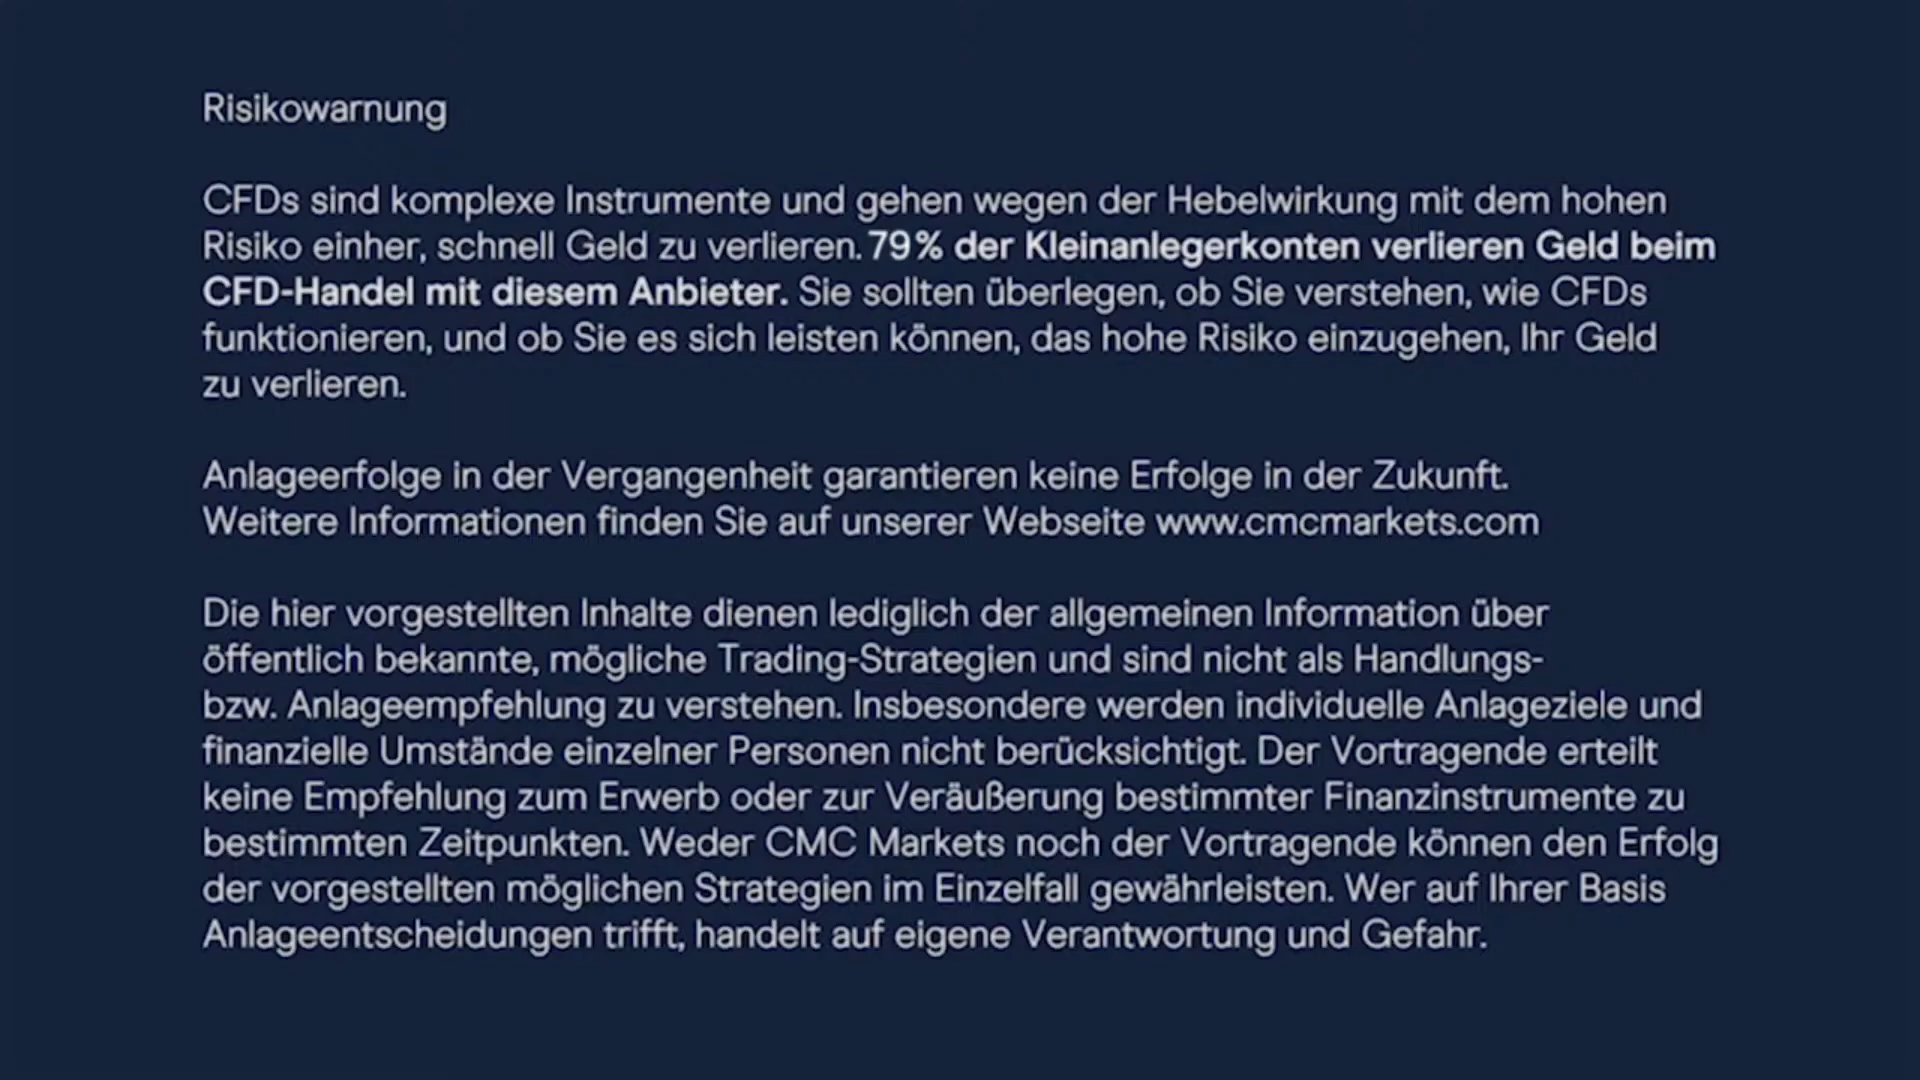 Risikowarnung
CFDs sind komplexe Instrumente und gehen wegen der Hebelwirkung mit dem hohen
Risiko einher, schnell Geld zu verlieren. 79% der Kleinanlegerkonten verlieren Geld beim
CFD-Handel mit diesem Anbieter. Sie sollten überlegen, ob Sie verstehen, wie CFDs
funktionieren, und ob Sie es sich leisten können, das hohe Risiko einzugehen, Ihr Geld
zu verlieren.
Anlageerfolge in der Vergangenheit garantieren keine Erfolge in der Zukunft.
Weitere Informationen finden Sie auf unserer Webseite www.cmcmarkets.com
Die hier vorgestellten Inhalte dienen lediglich der allgemeinen Information über
öffentlich bekannte, mögliche Trading-Strategien und sind nicht als Handlungs-
bzw. Anlageempfehlung zu verstehen. Insbesondere werden individuelle Anlageziele und
finanzielle Umstände einzelner Personen nicht berücksichtigt. Der Vortragende erteilt
keine Empfehlung zum Erwerb oder zur Veräußerung bestimmter Finanzinstrumente zu
bestimmten Zeitpunkten. Weder CMC Markets noch der Vortragende können den Erfolg
der vorgestellten möglichen Strategien im Einzelfall gewährleisten. Wer auf Ihrer Basis
Anlageentscheidungen trifft, handelt auf eigene Verantwortung und Gefahr.